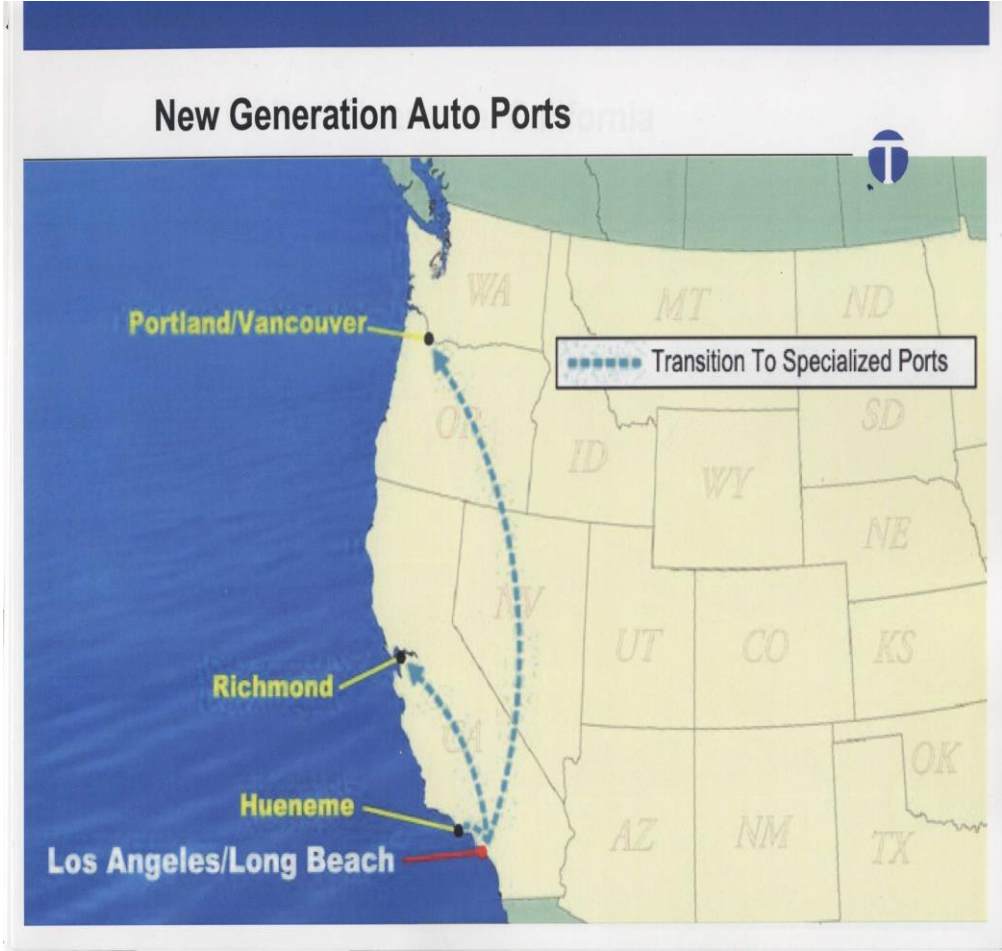 New Generation Auto Ports
T
WA
MT
ND
Portland/Vancouver
Transition To Specialized Ports
OR
ID
SD
WY
NE
NV
UT
CO
KS
Richmond
CA
OK
Hueneme
AZ
NM
TX
Los Angeles/Long Beach